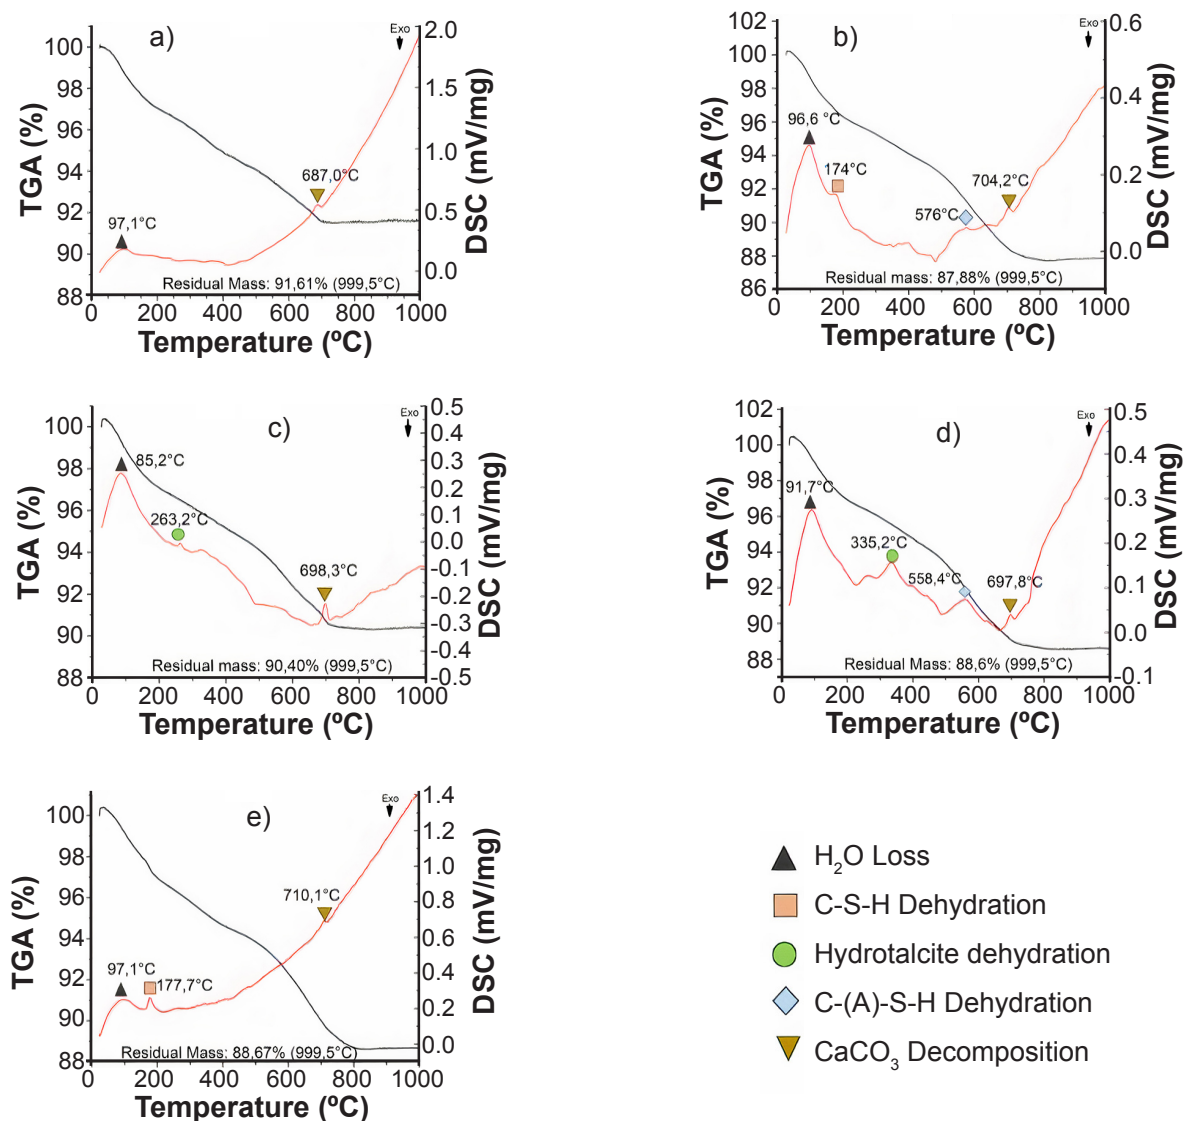 a)
Exo
TGA (%)
100
98
96
94
92
90
88
2.0
1.5
1.0
0.5
0.0
DSC (mV/mg)
687,0°C
97,1°C
Residual Mass: 91,61% (999,5°C)
0 200 400 600 800 1000
Temperature (ºC)
b)
Exo
TGA (%)
102
100
98
96
94
92
90
88
86
0.6
0.4
0.2
0.0
DSC (mV/mg)
96,6 °C
174°C
576°C
704,2°C
Residual mass: 87,88% (999,5°C)
0 200 400 600 800 1000
Temperature (ºC)
c)
Exo
TGA (%)
100
98
96
94
92
90
88
0.5
0.4
0.3
0.2
0.1
0.0
-0.1
-0.2
-0.3
-0.4
-0.5
DSC (mV/mg)
85,2°C
263,2°C
698,3°C
Residual mass: 90,40% (999,5°C)
0 200 400 600 800 1000
Temperature (ºC)
d)
Exo
TGA (%)
102
100
98
96
94
92
90
88
0.5
0.4
0.3
0.2
0.1
0.0
-0.1
DSC (mV/mg)
91,7°C
335,2°C
558,4°C
697,8°C
Residual Mass: 88,6% (999,5°C)
0 200 400 600 800 1000
Temperature (ºC)
e)
Exo
TGA (%)
100
98
96
94
92
90
88
1.4
1.2
1.0
0.8
0.6
0.4
0.2
0.0
DSC (mV/mg)
710,1°C
97,1°C
177,7°C
Residual Mass: 88,67% (999,5°C)
0 200 400 600 800 1000
Temperature (ºC)
H₂O Loss
C-S-H Dehydration
Hydrotalcite dehydration
C-(A)-S-H Dehydration
CaCO₃ Decomposition